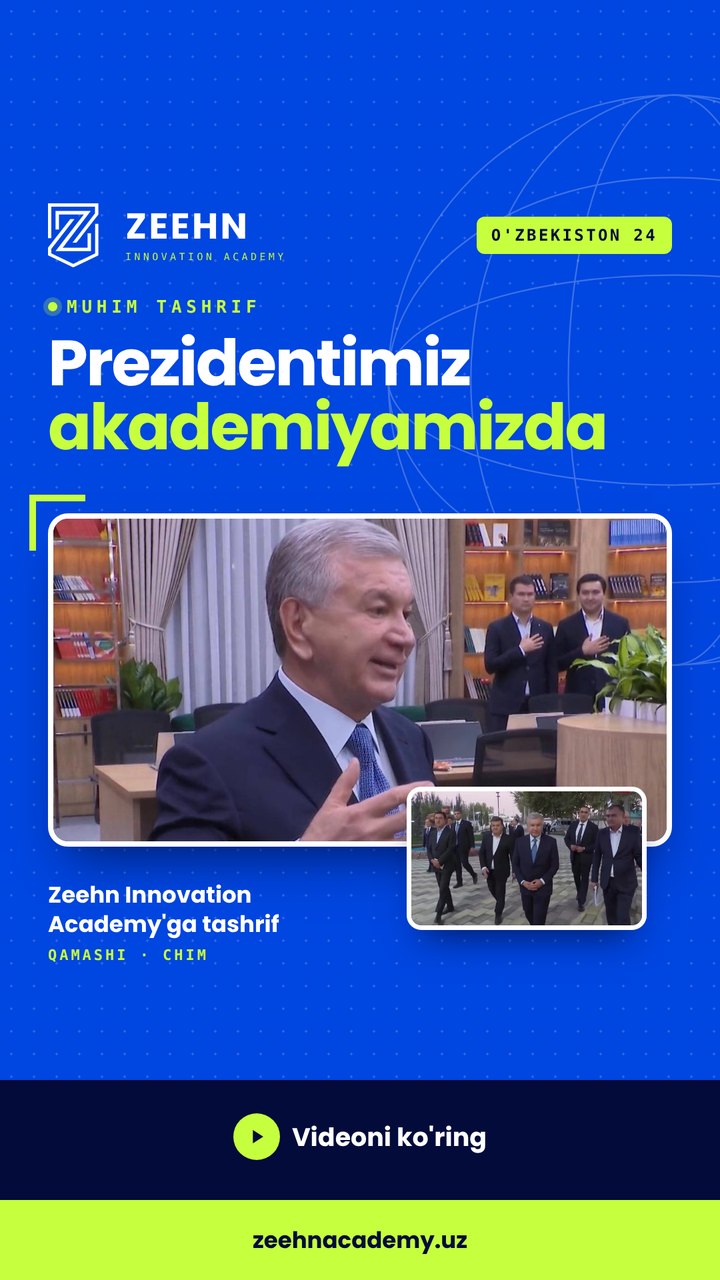 ZEEHN
INNOVATION ACADEMY
O'ZBEKISTON 24
MUHIM TASHRIF
Prezidentimiz
akademiyamizda
Zeehn Innovation
Academy'ga tashrif
QAMASHI · CHIM
Videoni ko'ring
zeehnacademy.uz